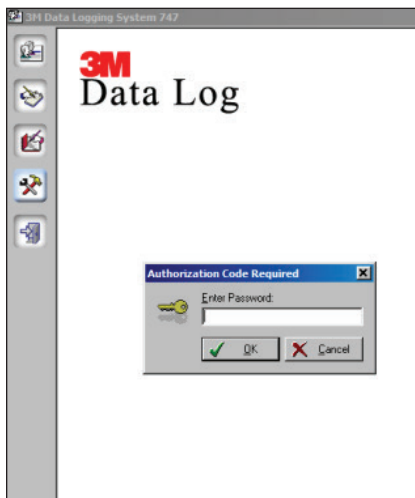 3M Data Logging System 747
3M
Data Log
Authorization Code Required
Enter Password:
OK
Cancel